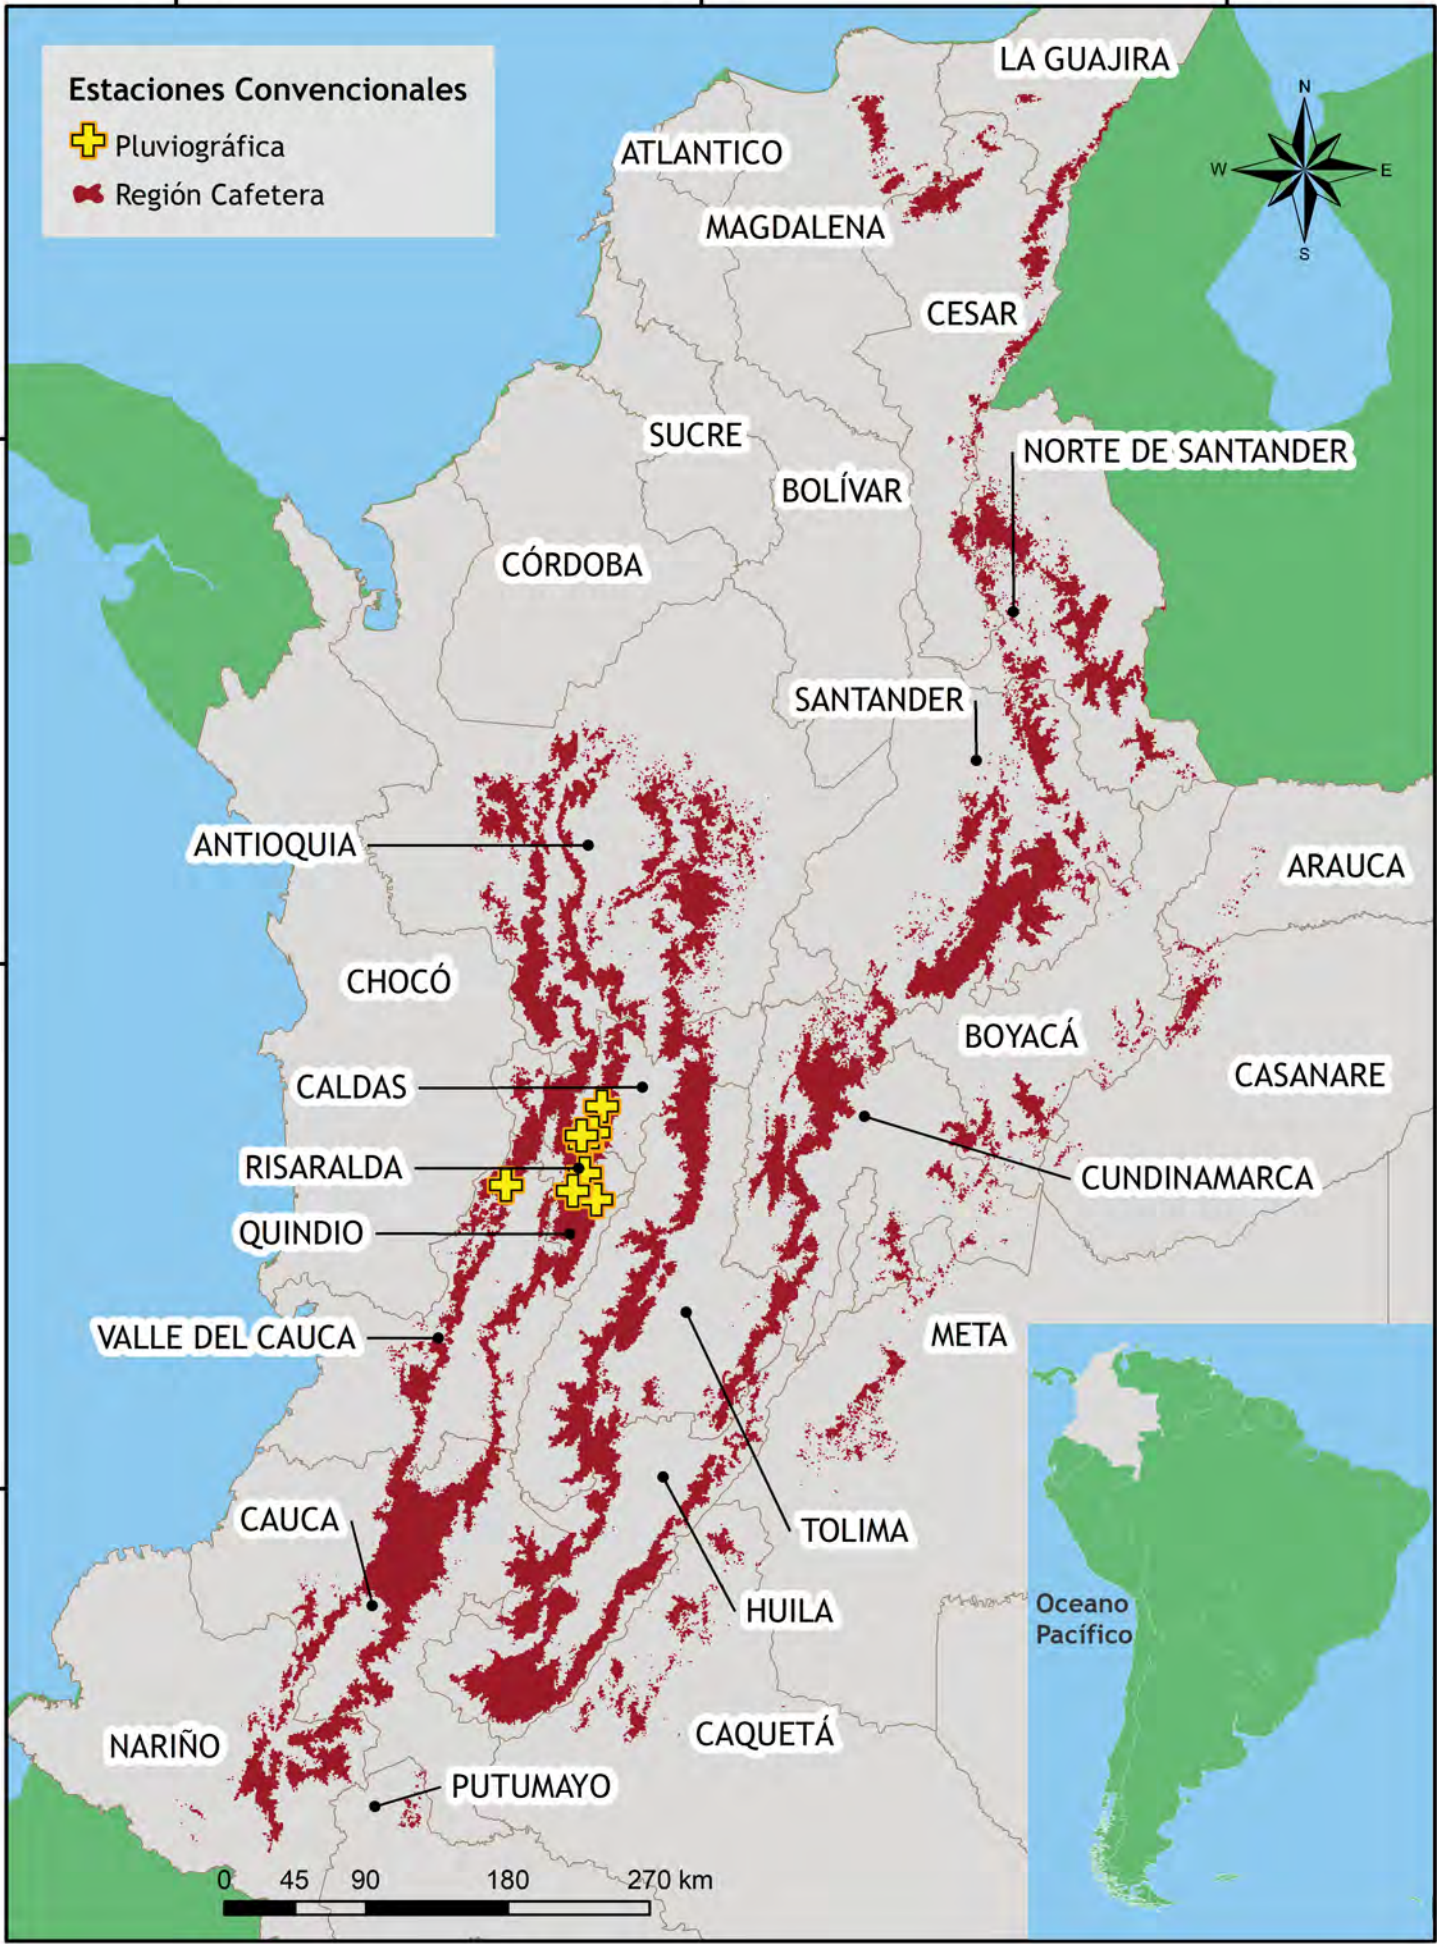 Estaciones Convencionales
Pluviográfica
Región Cafetera
LA GUAJIRA
N
W
E
S
ATLANTICO
MAGDALENA
CESAR
SUCRE
NORTE DE SANTANDER
BOLÍVAR
CÓRDOBA
SANTANDER
ANTIOQUIA
ARAUCA
CHOCÓ
BOYACÁ
CASANARE
CALDAS
RISARALDA
CUNDINAMARCA
QUINDIO
VALLE DEL CAUCA
META
CAUCA
TOLIMA
HUILA
Oceano
Pacífico
NARIÑO
CAQUETÁ
PUTUMAYO
0 45 90 180 270 km